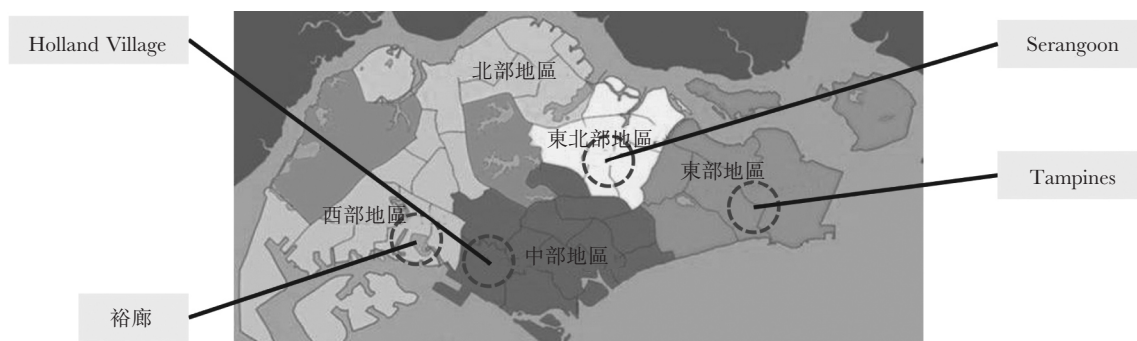 Holland Village
Serangoon
北部地區
東北部地區
東部地區
Tampines
西部地區
中部地區
裕廊